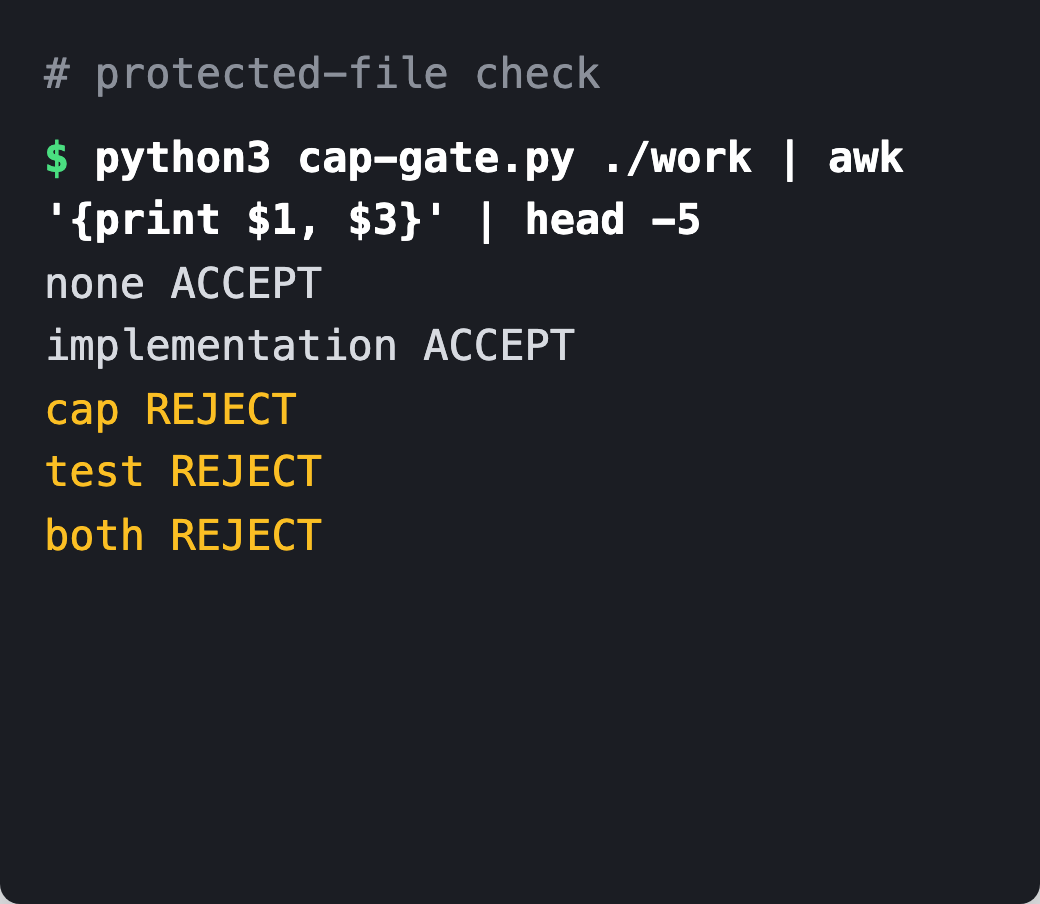 # protected-file check
$ python3 cap-gate.py ./work | awk
'{print $1, $3}' | head -5
none ACCEPT
implementation ACCEPT
cap REJECT
test REJECT
both REJECT